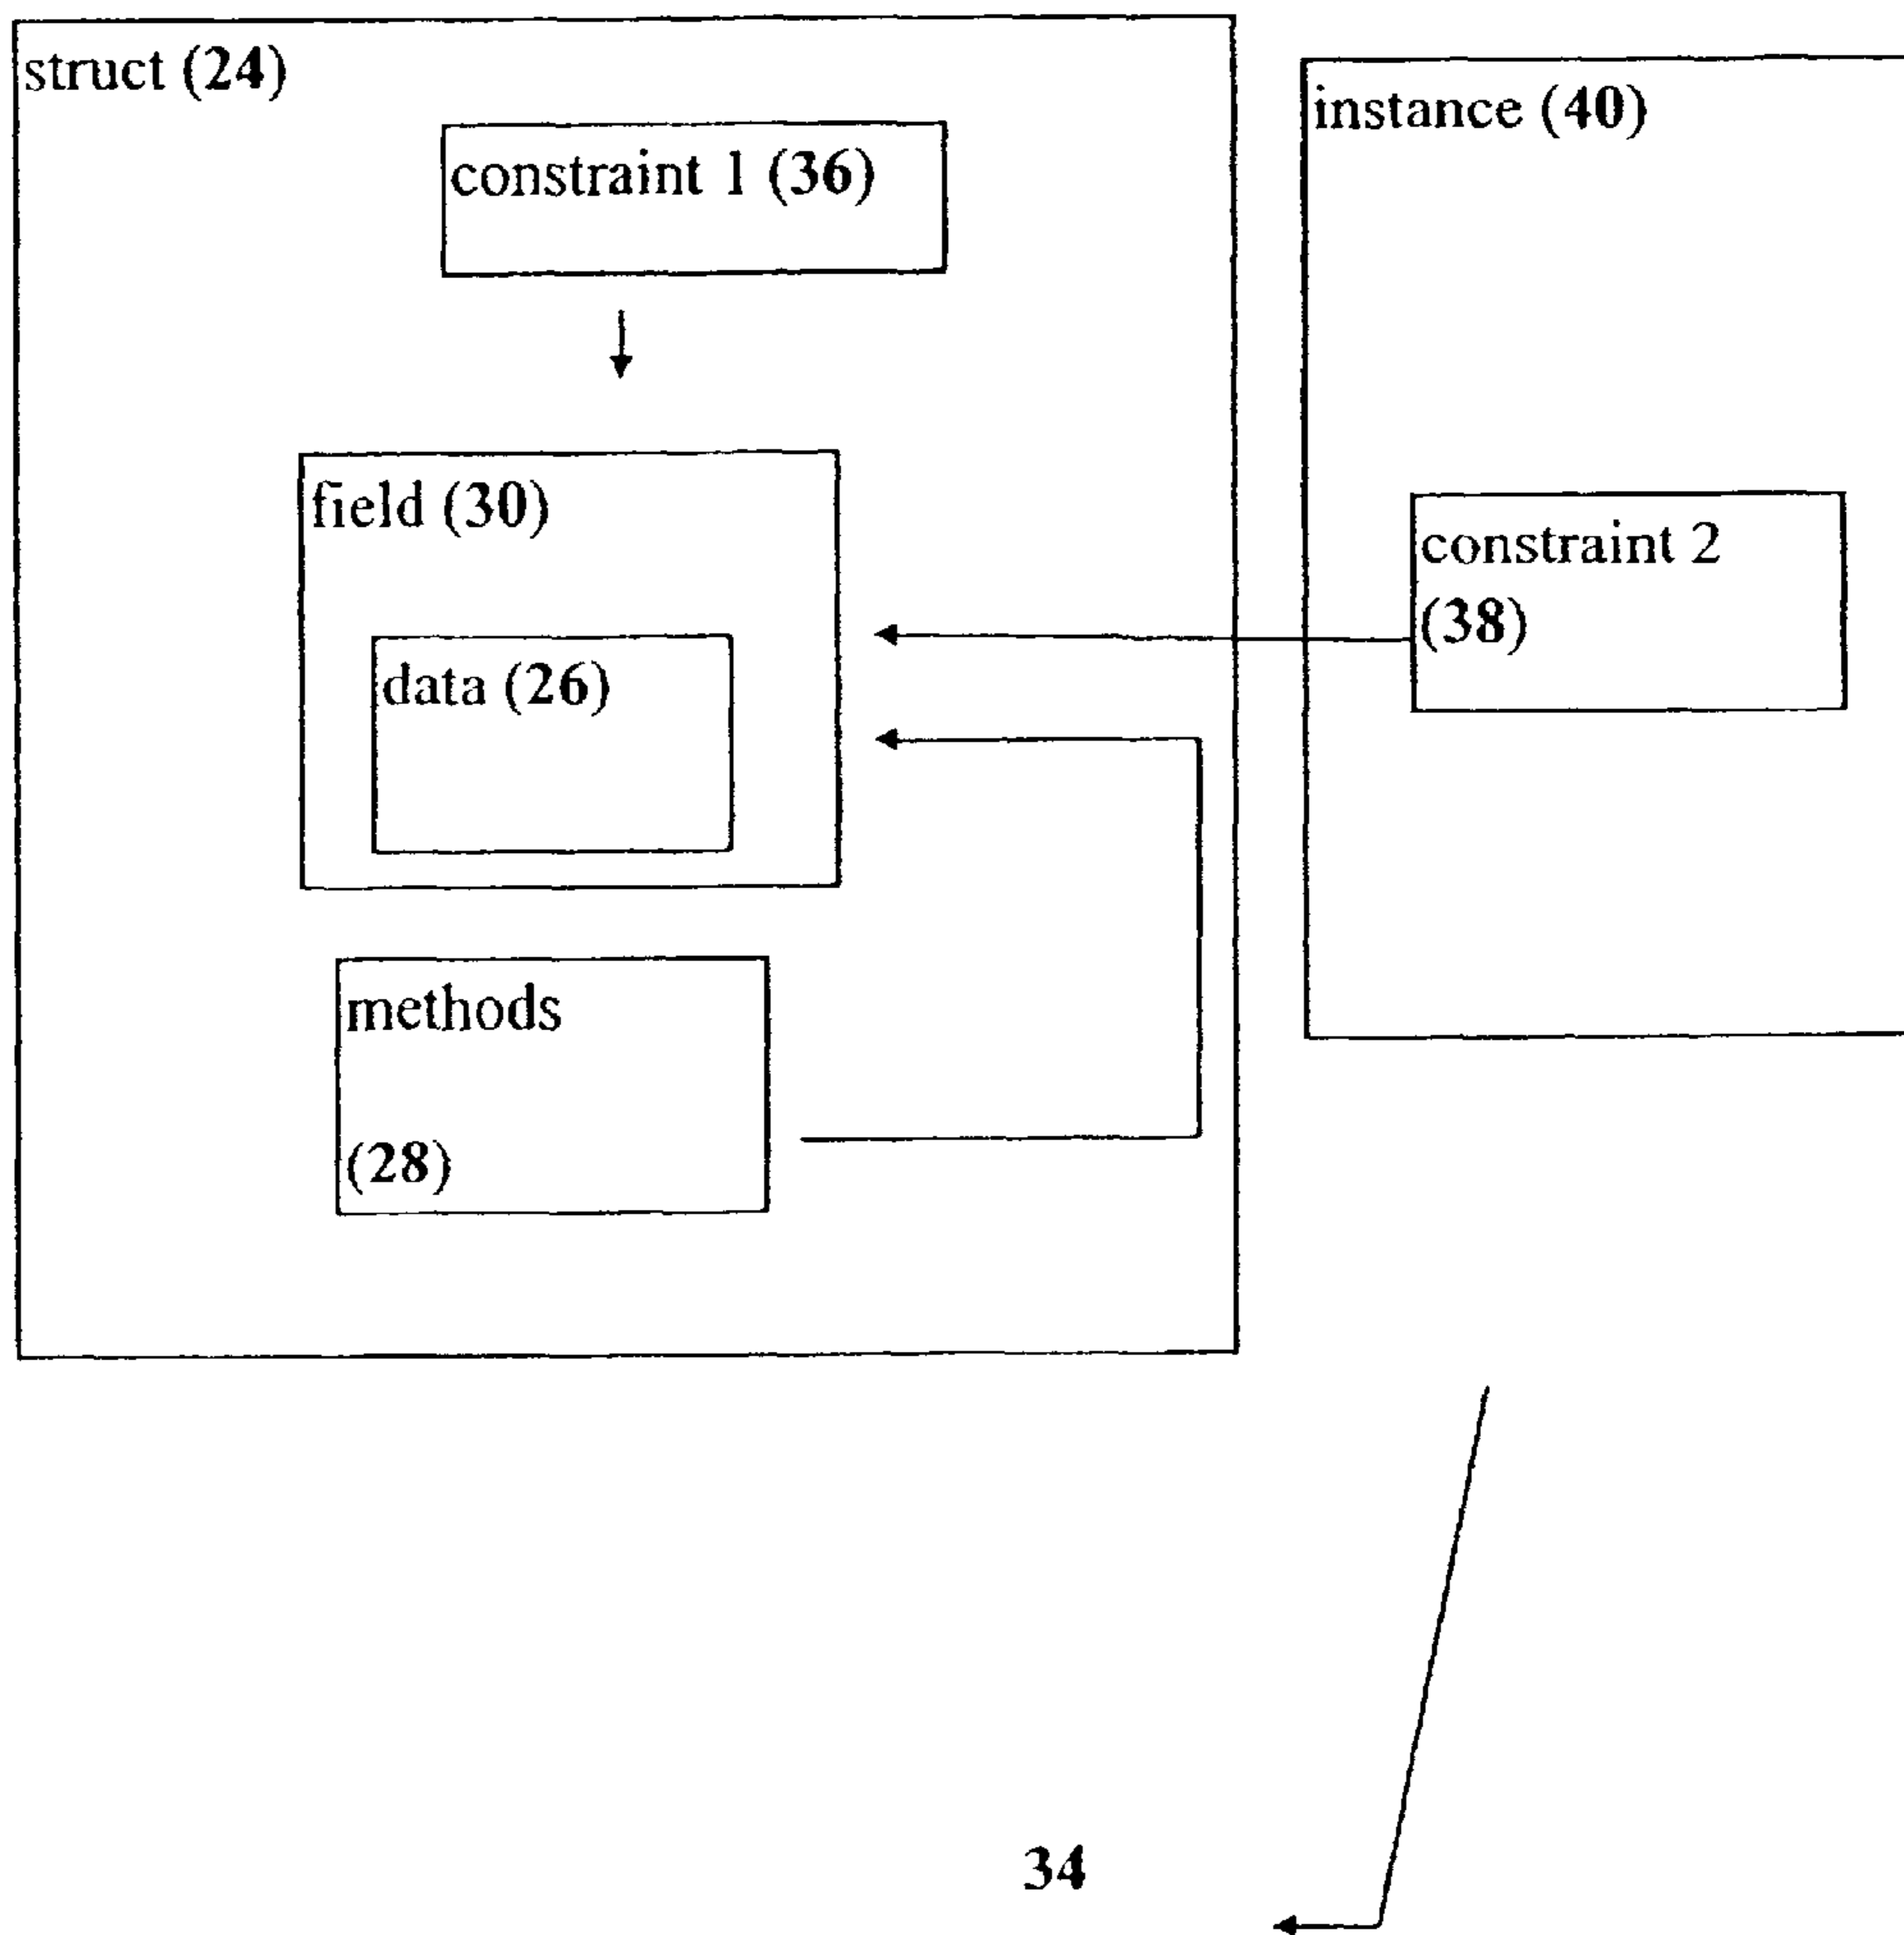 struct (24)
constraint 1 (36)
field (30)
data (26)
methods
(28)
instance (40)
constraint 2
(38)
34